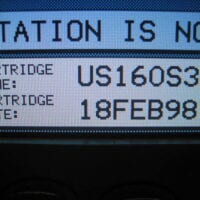 TATION IS NO
RTRIDGE
ME: US160S3
RTRIDGE
TE: 18FEB98